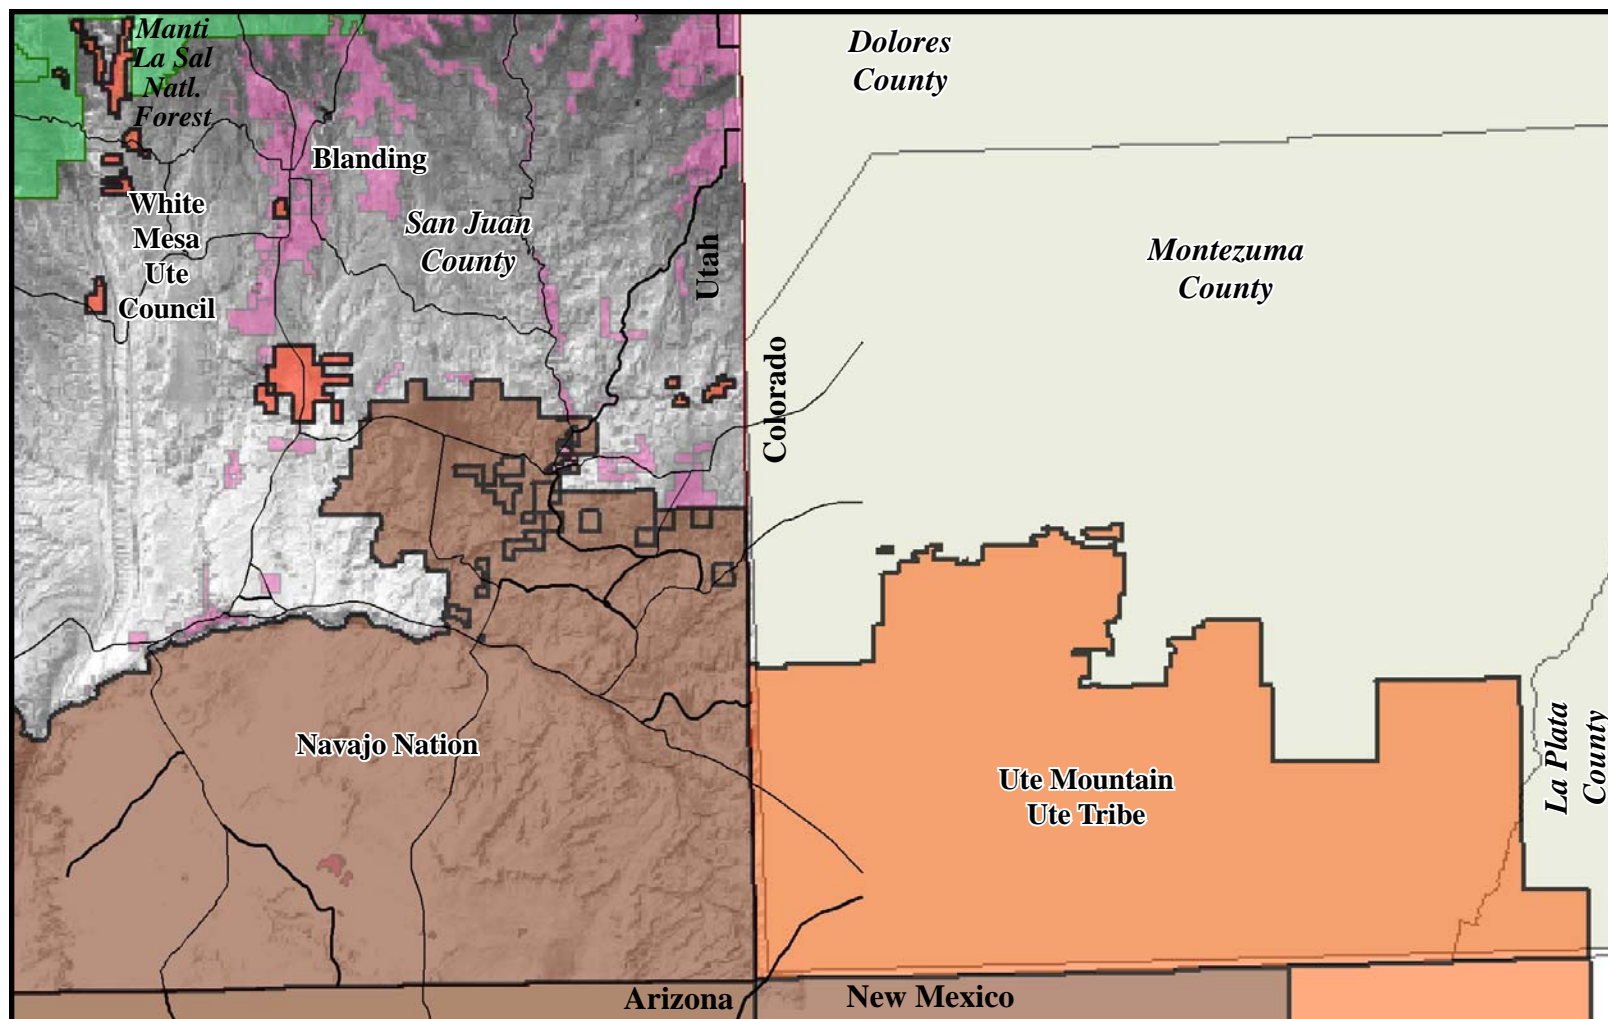 Manti
La Sal
Natl.
Forest
Dolores
County
Blanding
White
Mesa
Ute
Council
San Juan
County
Utah
Montezuma
County
Colorado
Navajo Nation
Ute Mountain
Ute Tribe
La Plata
County
Arizona
New Mexico